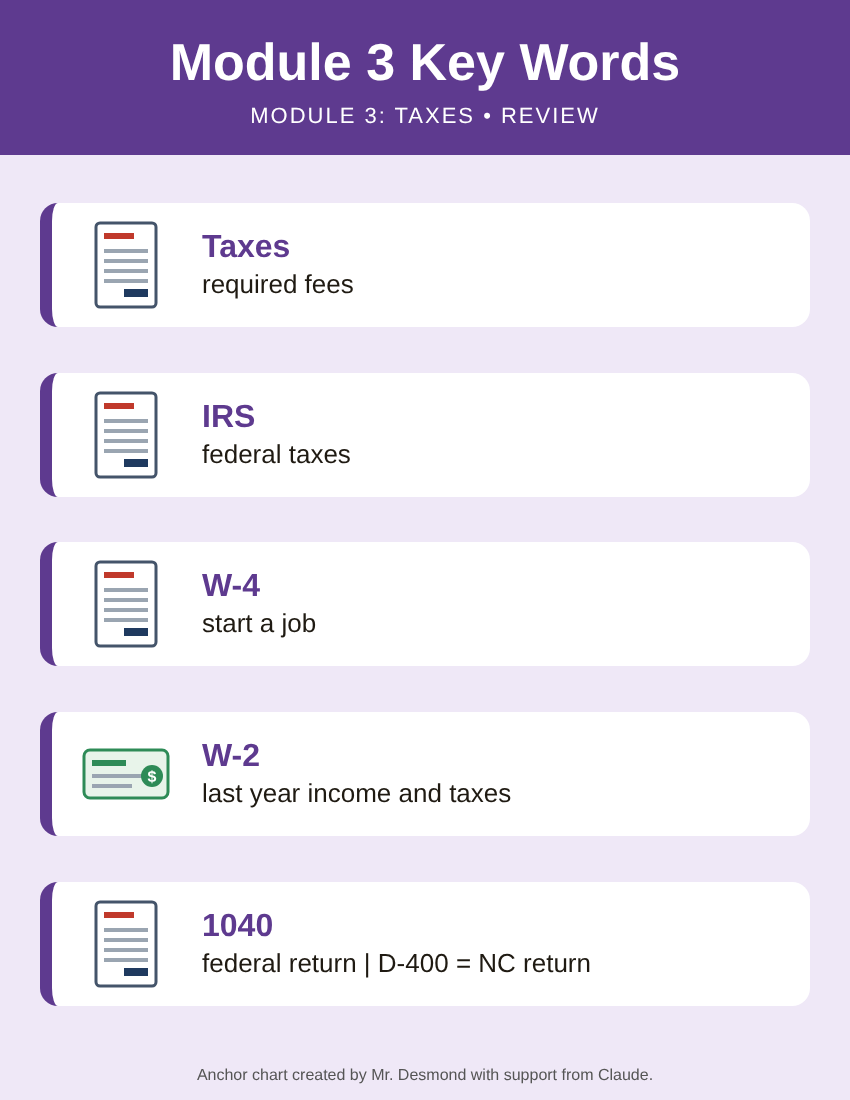 Module 3 Key Words
MODULE 3: TAXES • REVIEW
Taxes
required fees
IRS
federal taxes
W-4
start a job
$
W-2
last year income and taxes
1040
federal return | D-400 = NC return
Anchor chart created by Mr. Desmond with support from Claude.